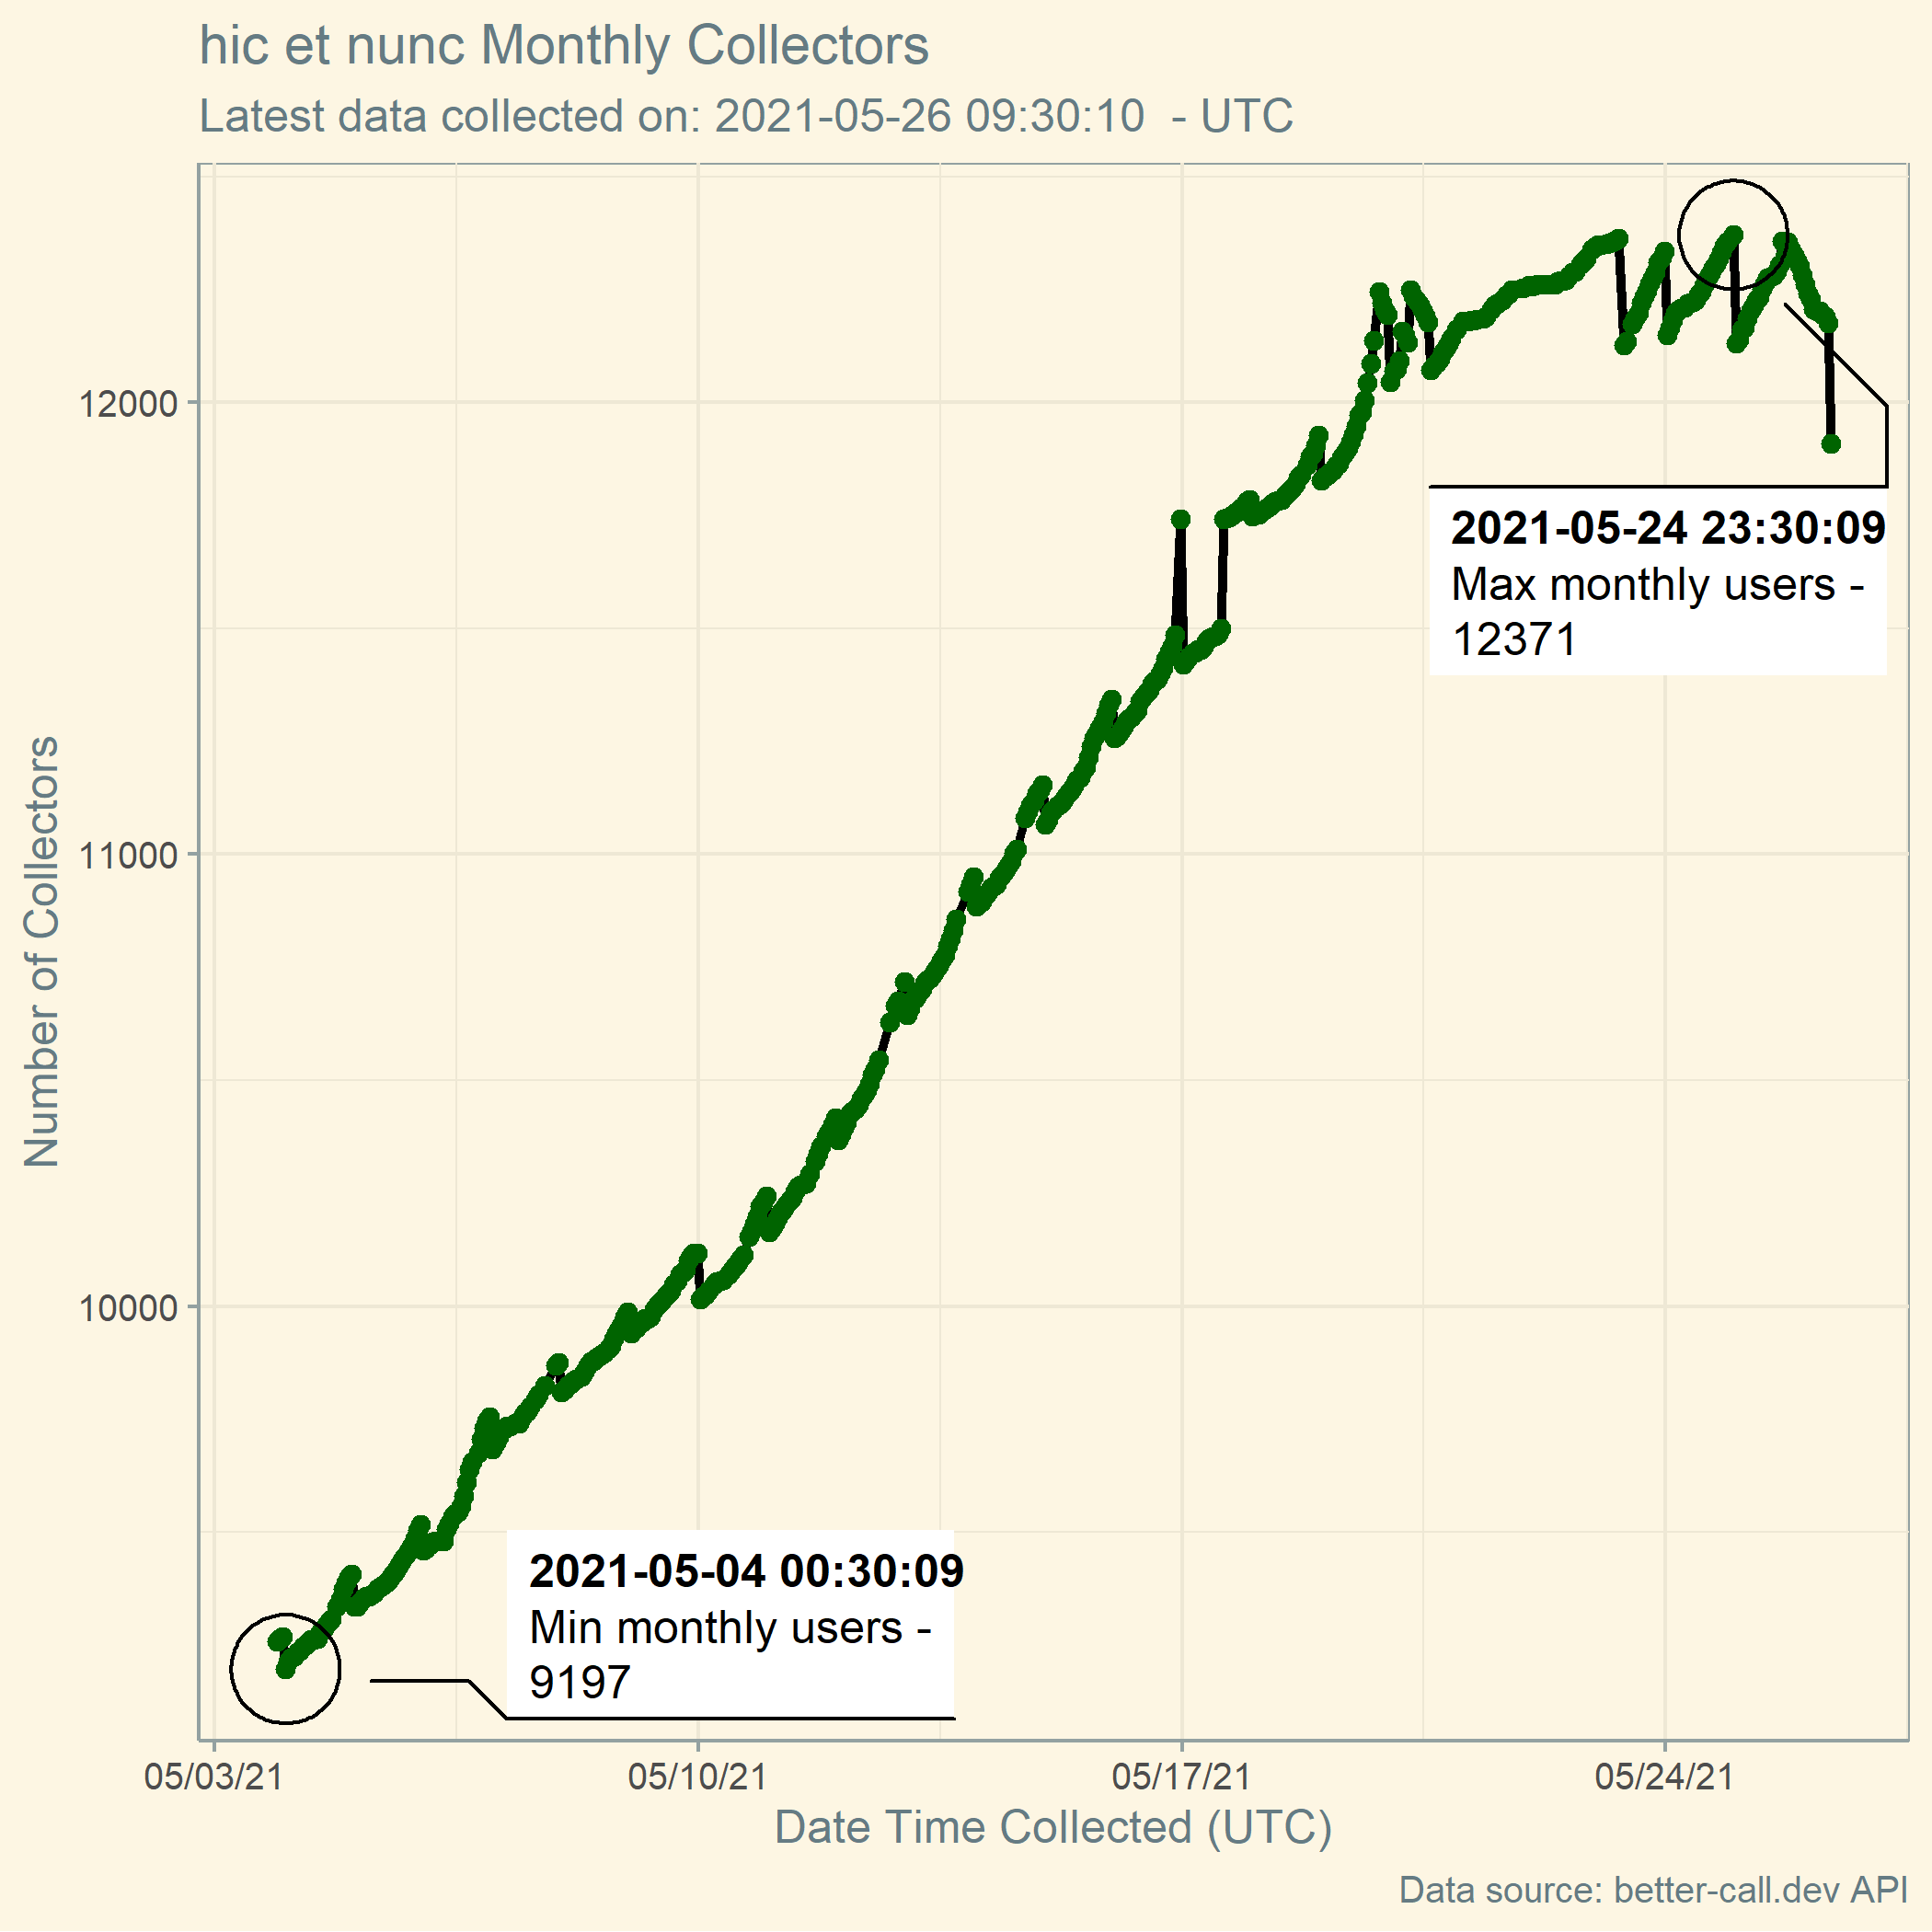 hic et nunc Monthly Collectors
Latest data collected on: 2021-05-26 09:30:10  - UTC
Number of Collectors
12000
11000
10000
2021-05-24 23:30:09
Max monthly users -
12371
2021-05-04 00:30:09
Min monthly users -
9197
05/03/21
05/10/21
05/17/21
05/24/21
Date Time Collected (UTC)
Data source: better-call.dev API